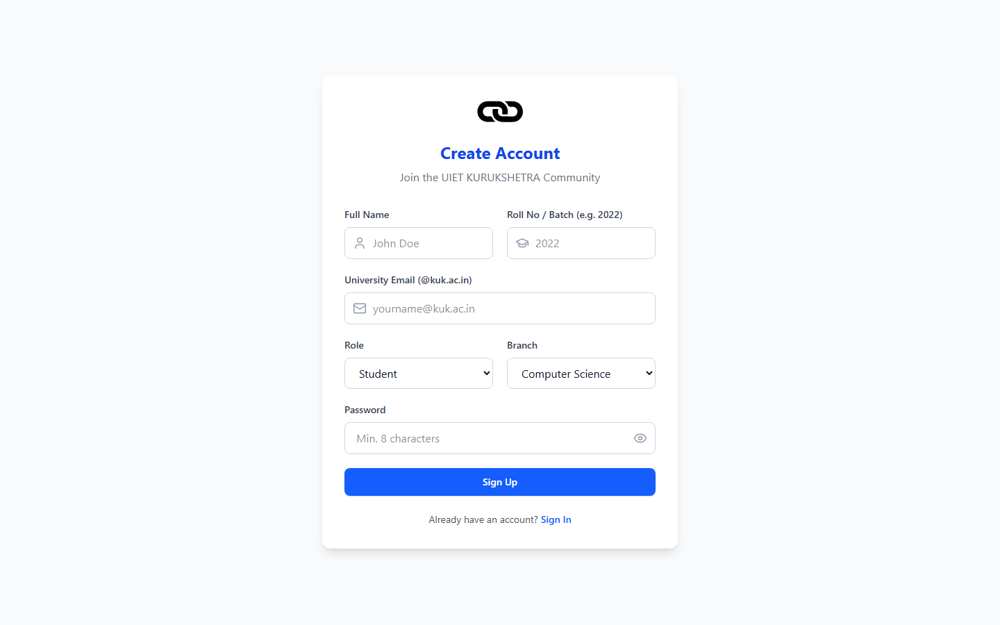 Create Account
Join the UIET KURUKSHETRA Community
Full Name
Roll No / Batch (e.g. 2022)
John Doe
2022
University Email (@kuk.ac.in)
yourname@kuk.ac.in
Role
Branch
Student
Computer Science
Password
Min. 8 characters
Sign Up
Already have an account? Sign In